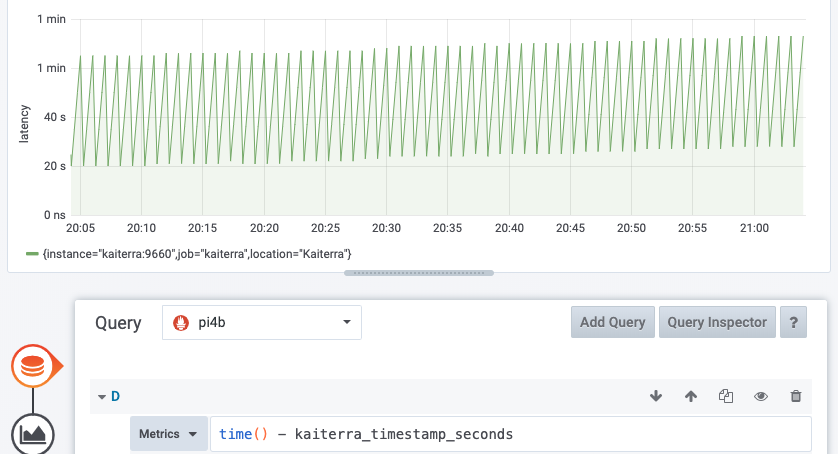 1 min
1 min
40 s
20 s
0 ns
latency
20:05 20:10 20:15 20:20 20:25 20:30 20:35 20:40 20:45 20:50 20:55 21:00
{instance="kaiterra:9660",job="kaiterra",location="Kaiterra"}
Query pi4b Add Query Query Inspector ?
D
Metrics time() - kaiterra_timestamp_seconds